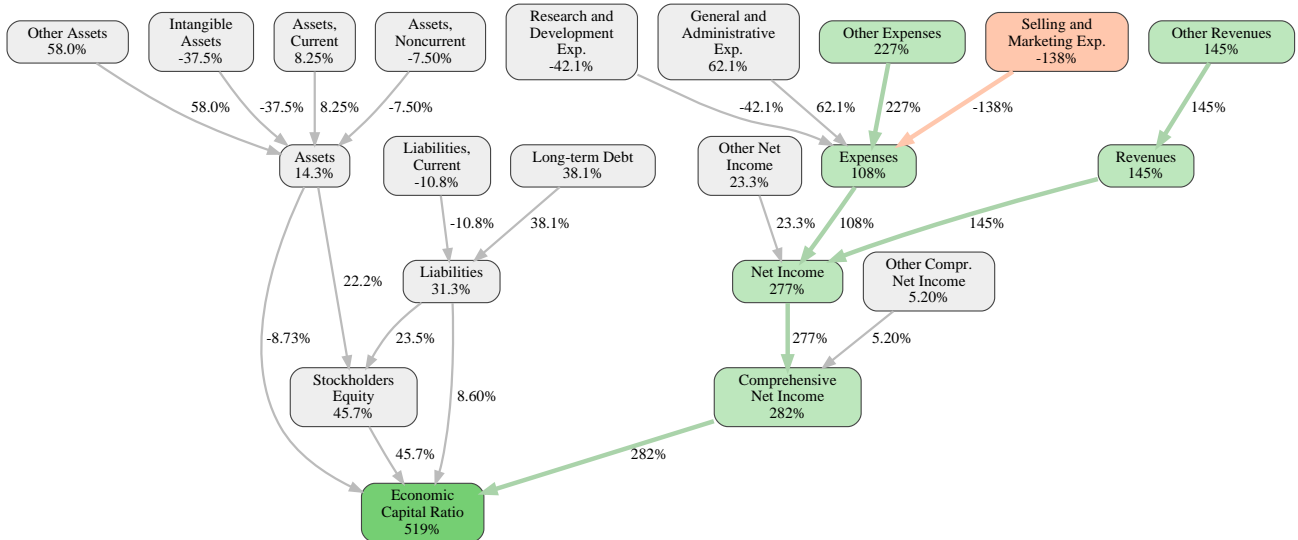 Other Assets
58.0%
Intangible
Assets
-37.5%
Assets,
Current
8.25%
Assets,
Noncurrent
-7.50%
Research and
Development
Exp.
-42.1%
General and
Administrative
Exp.
62.1%
Other Expenses
227%
Selling and
Marketing Exp.
-138%
Other Revenues
145%
58.0%
-37.5%
8.25%
-7.50%
-42.1%
62.1%
227%
-138%
145%
Assets
14.3%
Liabilities,
Current
-10.8%
Long-term Debt
38.1%
Other Net
Income
23.3%
Expenses
108%
Revenues
145%
-10.8%
38.1%
23.3%
108%
145%
22.2%
Liabilities
31.3%
Net Income
277%
Other Compr.
Net Income
5.20%
-8.73%
23.5%
277%
5.20%
Stockholders
Equity
45.7%
8.60%
Comprehensive
Net Income
282%
45.7%
282%
Economic
Capital Ratio
519%